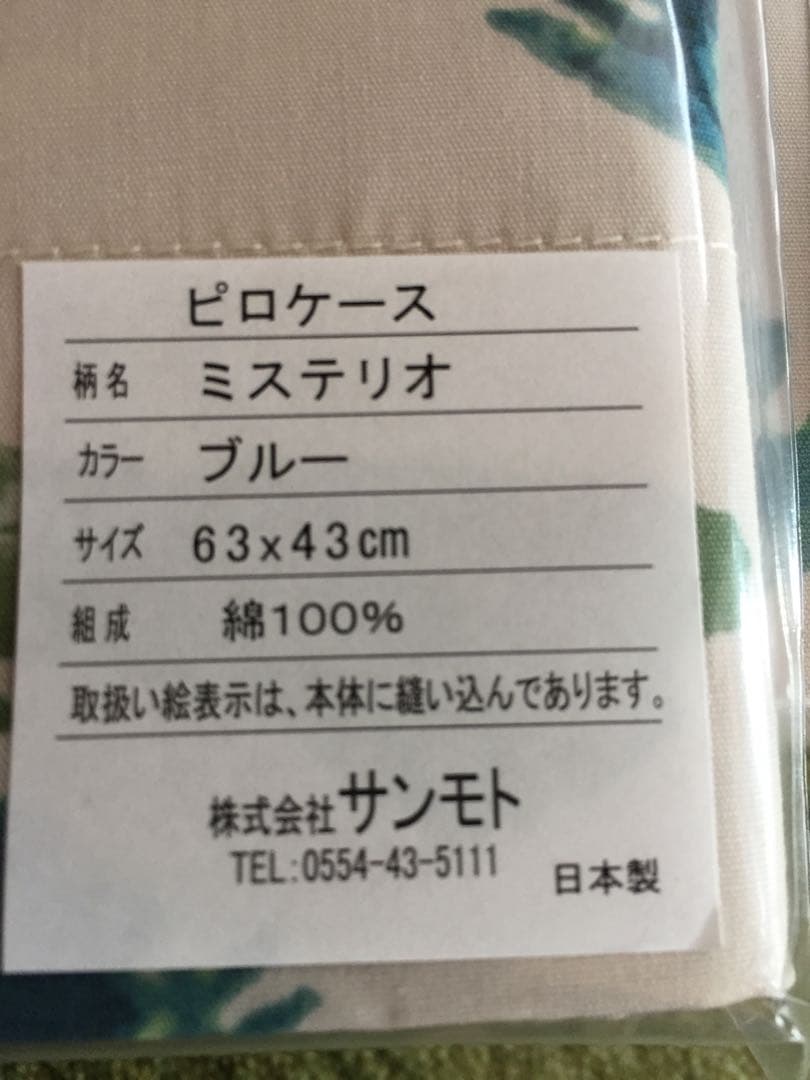 ピロケース
柄名 ミステリオ
カラー ブルー
サイズ 63x43cm
組成 綿100%
取扱い絵表示は、本体に縫い込んであります。
株式会社サンモト
TEL:0554-43-5111
日本製